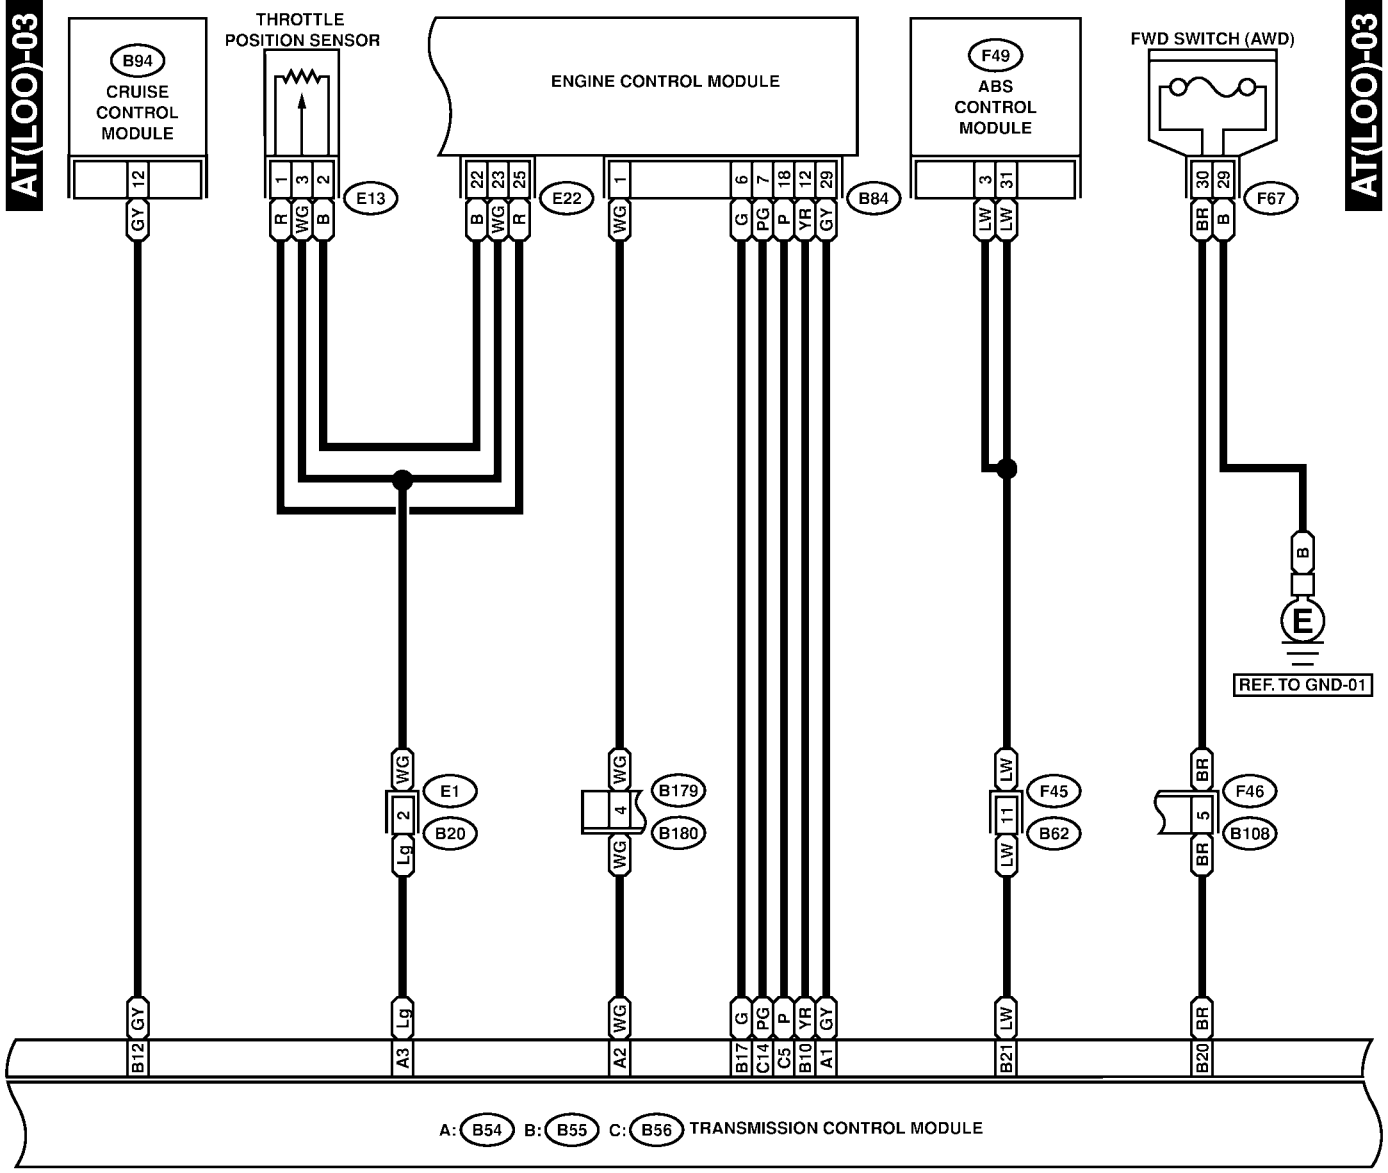 AT(LOO)-03
AT(LOO)-03
B94
CRUISE
CONTROL
MODULE
THROTTLE
POSITION SENSOR
ENGINE CONTROL MODULE
F49
ABS
CONTROL
MODULE
FWD SWITCH (AWD)
12
1 3 2
E13
22 23 25
E22
1
6 7 18 12 29
B84
3 31
30 29
F67
GY
R WG B
B WG R
WG
G PG P YR GY
LW LW
BR B
B
E
REF. TO GND-01
WG
WG
LW
BR
E1
B179
F45
F46
2
4
11
5
B20
B180
B62
B108
Lg
WG
LW
BR
GY
Lg
WG
G PG P YR GY
LW
BR
B12
A3
A2
B17 C14 C5 B10 A1
B21
B20
A: B54 B: B55 C: B56 TRANSMISSION CONTROL MODULE